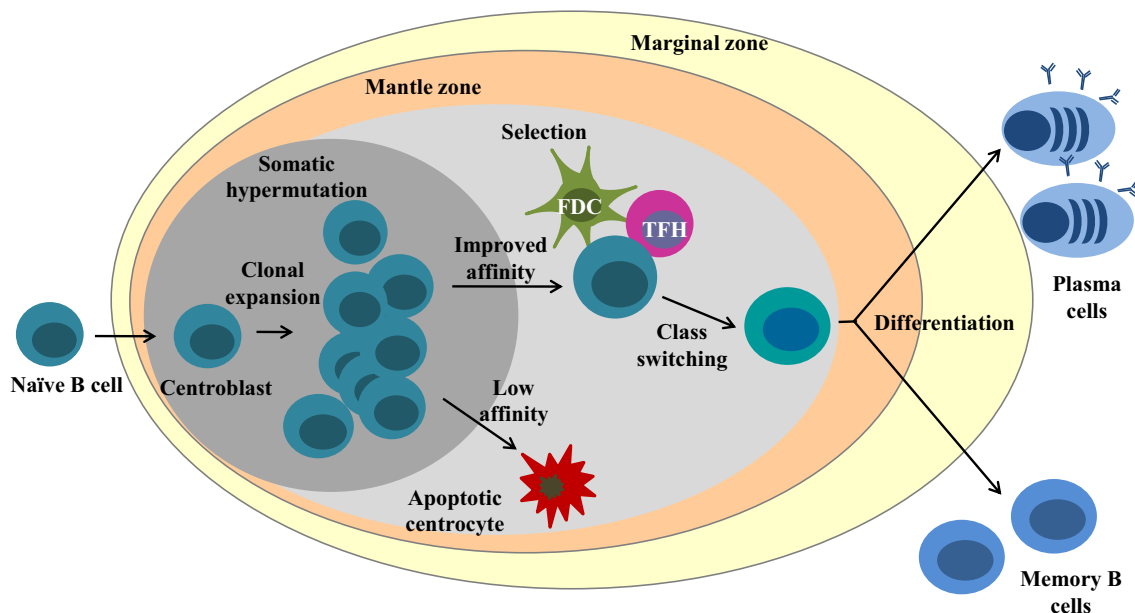 Marginal zone
Mantle zone
Selection
Somatic
hypermutation
FDC
TFH
Improved
affinity
Clonal
expansion
Plasma
cells
Class
switching
Differentiation
Naïve B cell
Centroblast
Low
affinity
Apoptotic
centrocyte
Memory B
cells